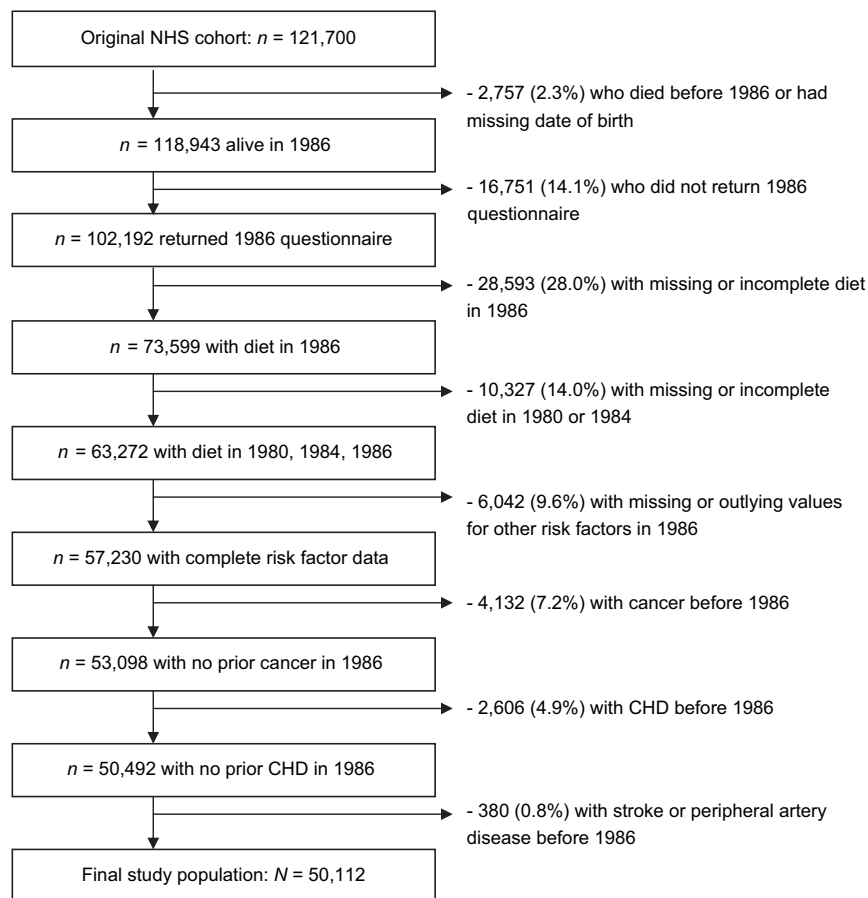 Original NHS cohort: n = 121,700
- 2,757 (2.3%) who died before 1986 or had
missing date of birth
n = 118,943 alive in 1986
- 16,751 (14.1%) who did not return 1986
questionnaire
n = 102,192 returned 1986 questionnaire
- 28,593 (28.0%) with missing or incomplete diet
in 1986
n = 73,599 with diet in 1986
- 10,327 (14.0%) with missing or incomplete
diet in 1980 or 1984
n = 63,272 with diet in 1980, 1984, 1986
- 6,042 (9.6%) with missing or outlying values
for other risk factors in 1986
n = 57,230 with complete risk factor data
- 4,132 (7.2%) with cancer before 1986
n = 53,098 with no prior cancer in 1986
- 2,606 (4.9%) with CHD before 1986
n = 50,492 with no prior CHD in 1986
- 380 (0.8%) with stroke or peripheral artery
disease before 1986
Final study population: N = 50,112